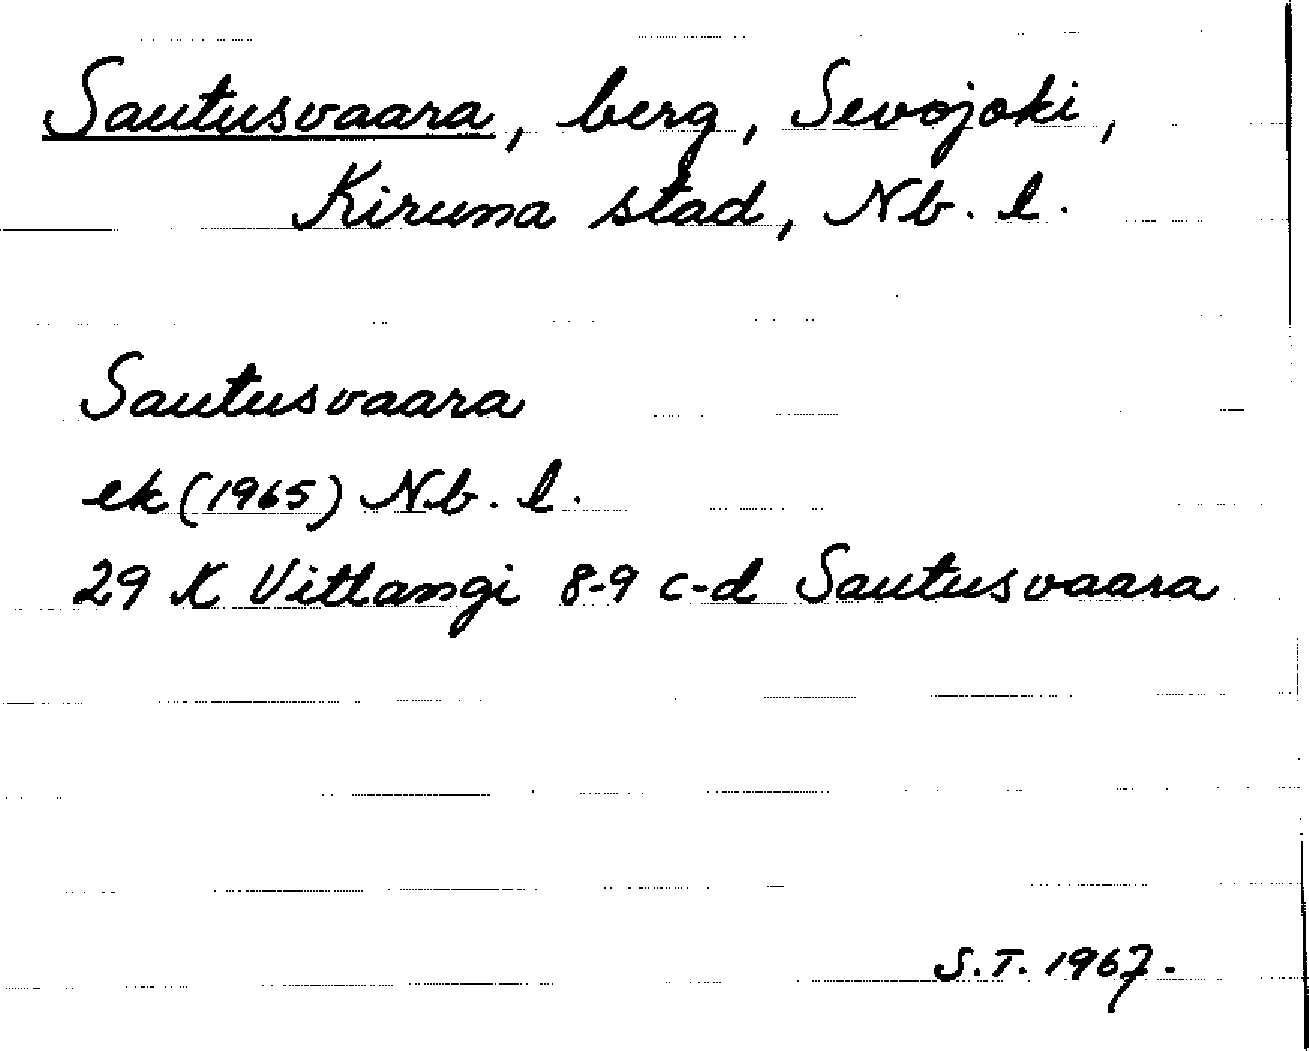 Sautusvaara, berg, Sevojoki,
Kiruna stad, Nb. l.
Sautusvaara
ek (1965) Nb. l.
29 K Vittangi 8-9 c-d Sautusvaara
S.T. 1967.